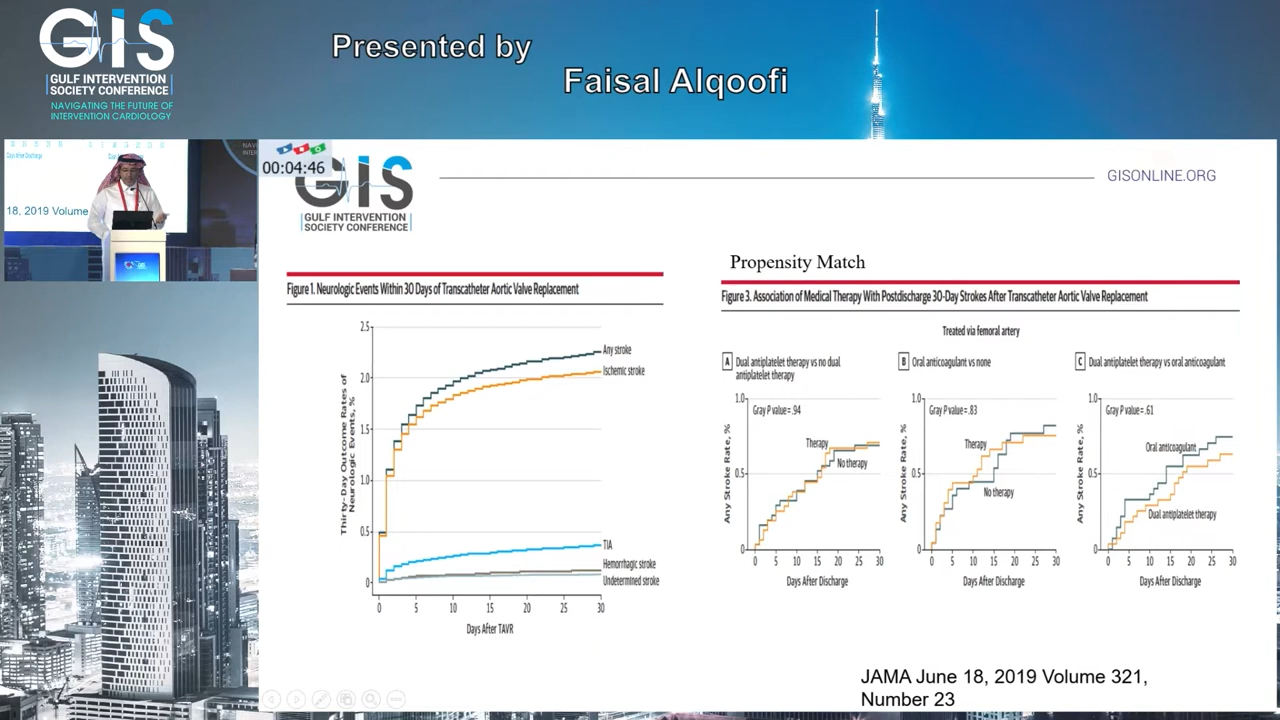 GIS
GULF INTERVENTION
SOCIETY CONFERENCE
NAVIGATING THE FUTURE OF
INTERVENTION CARDIOLOGY
Presented by
Faisal Alqoofi
Days After Discharge
18, 2019 Volume
00:04:46
GIS
GULF INTERVENTION
SOCIETY CONFERENCE
GISONLINE.ORG
Figure 1. Neurologic Events Within 30 Days of Transcatheter Aortic Valve Replacement
Thirty-Day Outcome Rates of
Neurologic Events, %
2.5
2.0
1.5
1.0
0.5
0
Any stroke
Ischemic stroke
TIA
Hemorrhagic stroke
Undetermined stroke
0 5 10 15 20 25 30
Days After TAVR
Propensity Match
Figure 3. Association of Medical Therapy With Postdischarge 30-Day Strokes After Transcatheter Aortic Valve Replacement
Treated via femoral artery
A Dual antiplatelet therapy vs no dual
antiplatelet therapy
Any Stroke Rate, %
1.0
0.5
0
Gray P value = .94
Therapy
No therapy
0 5 10 15 20 25 30
Days After Discharge
B Oral anticoagulant vs none
Any Stroke Rate, %
1.0
0.5
0
Gray P value = .83
Therapy
No therapy
0 5 10 15 20 25 30
Days After Discharge
C Dual antiplatelet therapy vs oral anticoagulant
Any Stroke Rate, %
1.0
0.5
0
Gray P value = .61
Oral anticoagulant
Dual antiplatelet therapy
0 5 10 15 20 25 30
Days After Discharge
JAMA June 18, 2019 Volume 321,
Number 23